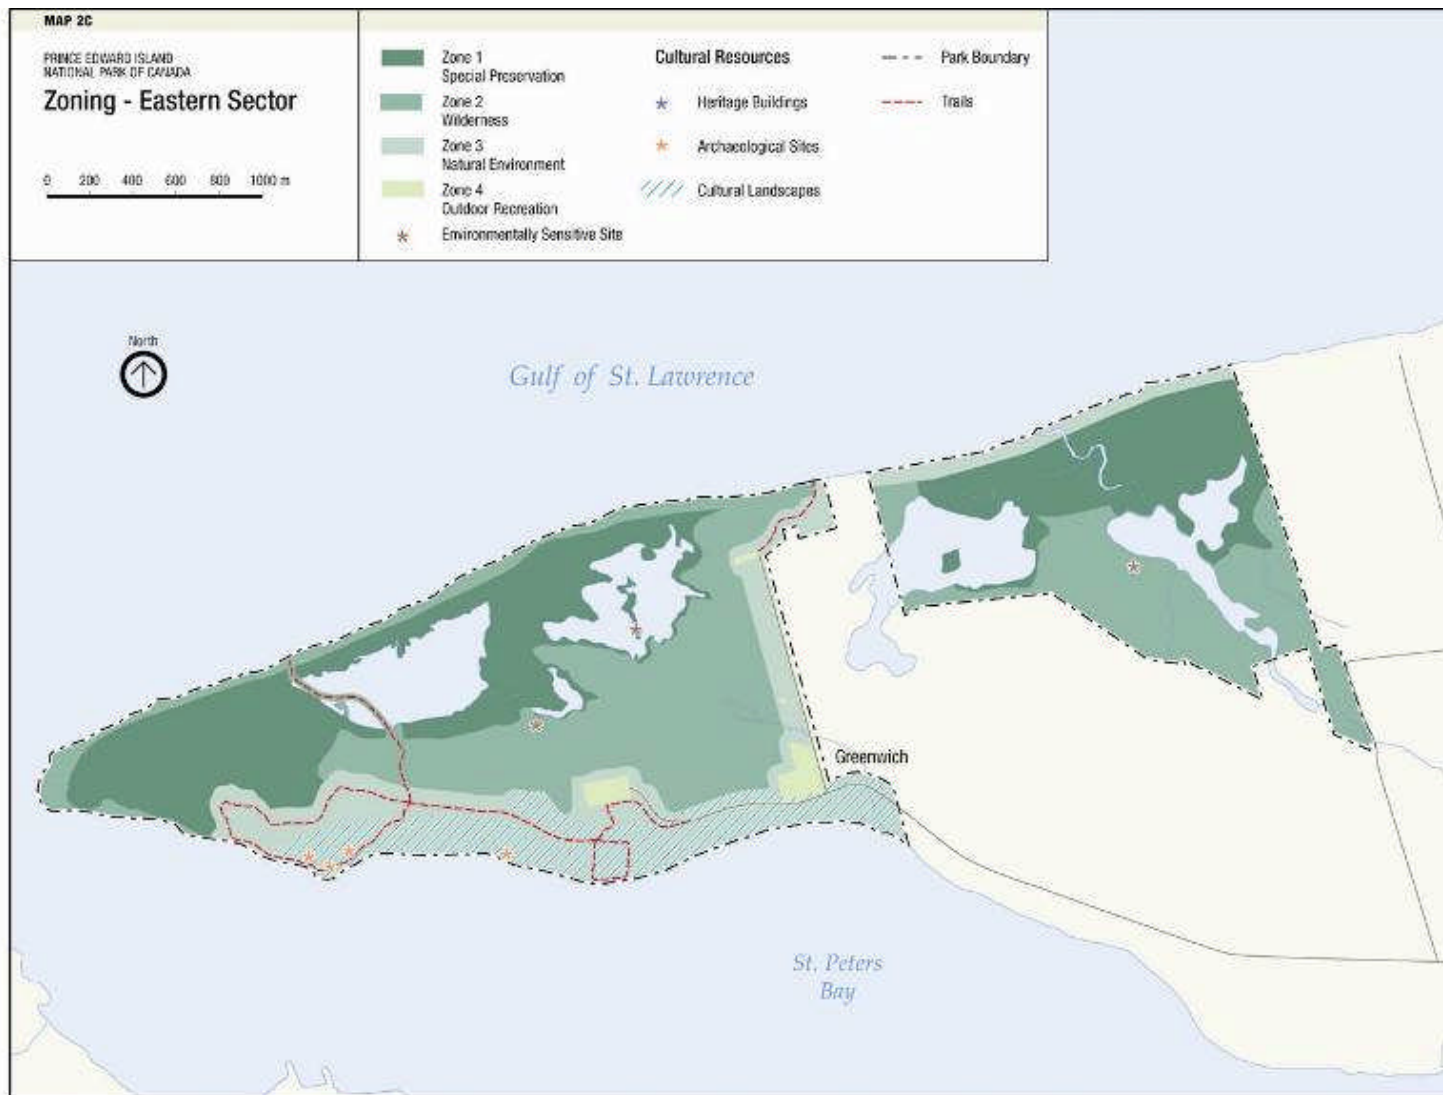 MAP 2C
PRINCE EDWARD ISLAND
NATIONAL PARK OF CANADA
Zoning - Eastern Sector
0 200 400 600 800 1000 m
Zone 1
Special Preservation
Zone 2
Wilderness
Zone 3
Natural Environment
Zone 4
Outdoor Recreation
Environmentally Sensitive Site
Cultural Resources
Heritage Buildings
Archaeological Sites
Cultural Landscapes
Park Boundary
Trails
North
Gulf of St. Lawrence
Greenwich
St. Peters
Bay